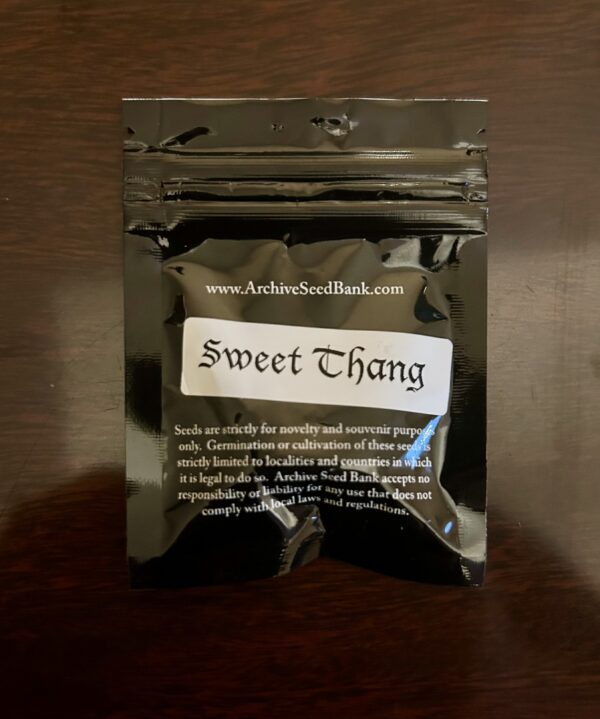 www.ArchiveSeedBank.com
Sweet Thang
Seeds are strictly for novelty and souvenir purposes
only. Germination or cultivation of these seeds is
strictly limited to localities and countries in which
it is legal to do so. Archive Seed Bank accepts no
responsibility or liability for any use that does not
comply with local laws and regulations.